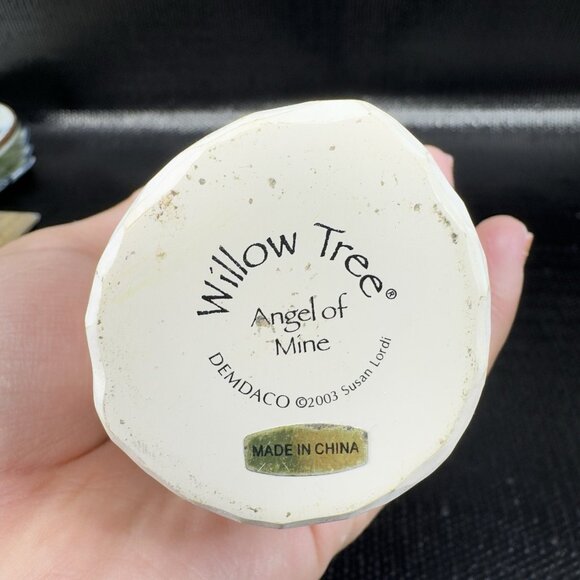 Willow Tree®
Angel of
Mine
DEMDACO ©2003 Susan Lordi
MADE IN CHINA